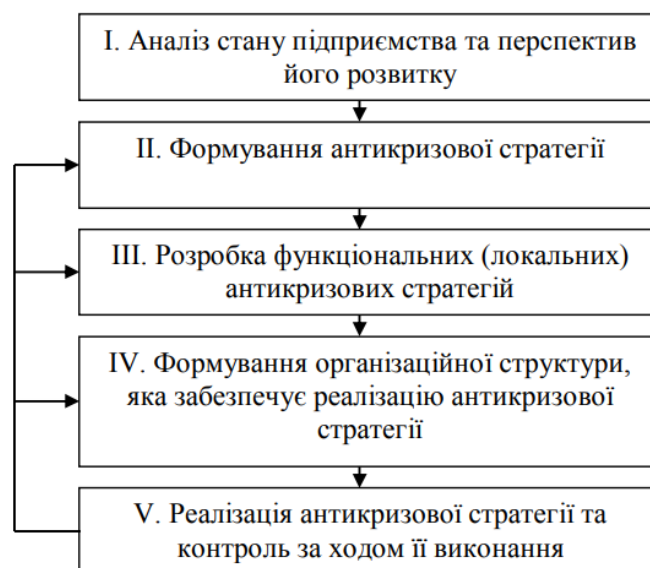 I. Аналіз стану підприємства та перспектив
його розвитку
II. Формування антикризової стратегії
III. Розробка функціональних (локальних)
антикризових стратегій
IV. Формування організаційної структури,
яка забезпечує реалізацію антикризової
стратегії
V. Реалізація антикризової стратегії та
контроль за ходом її виконання